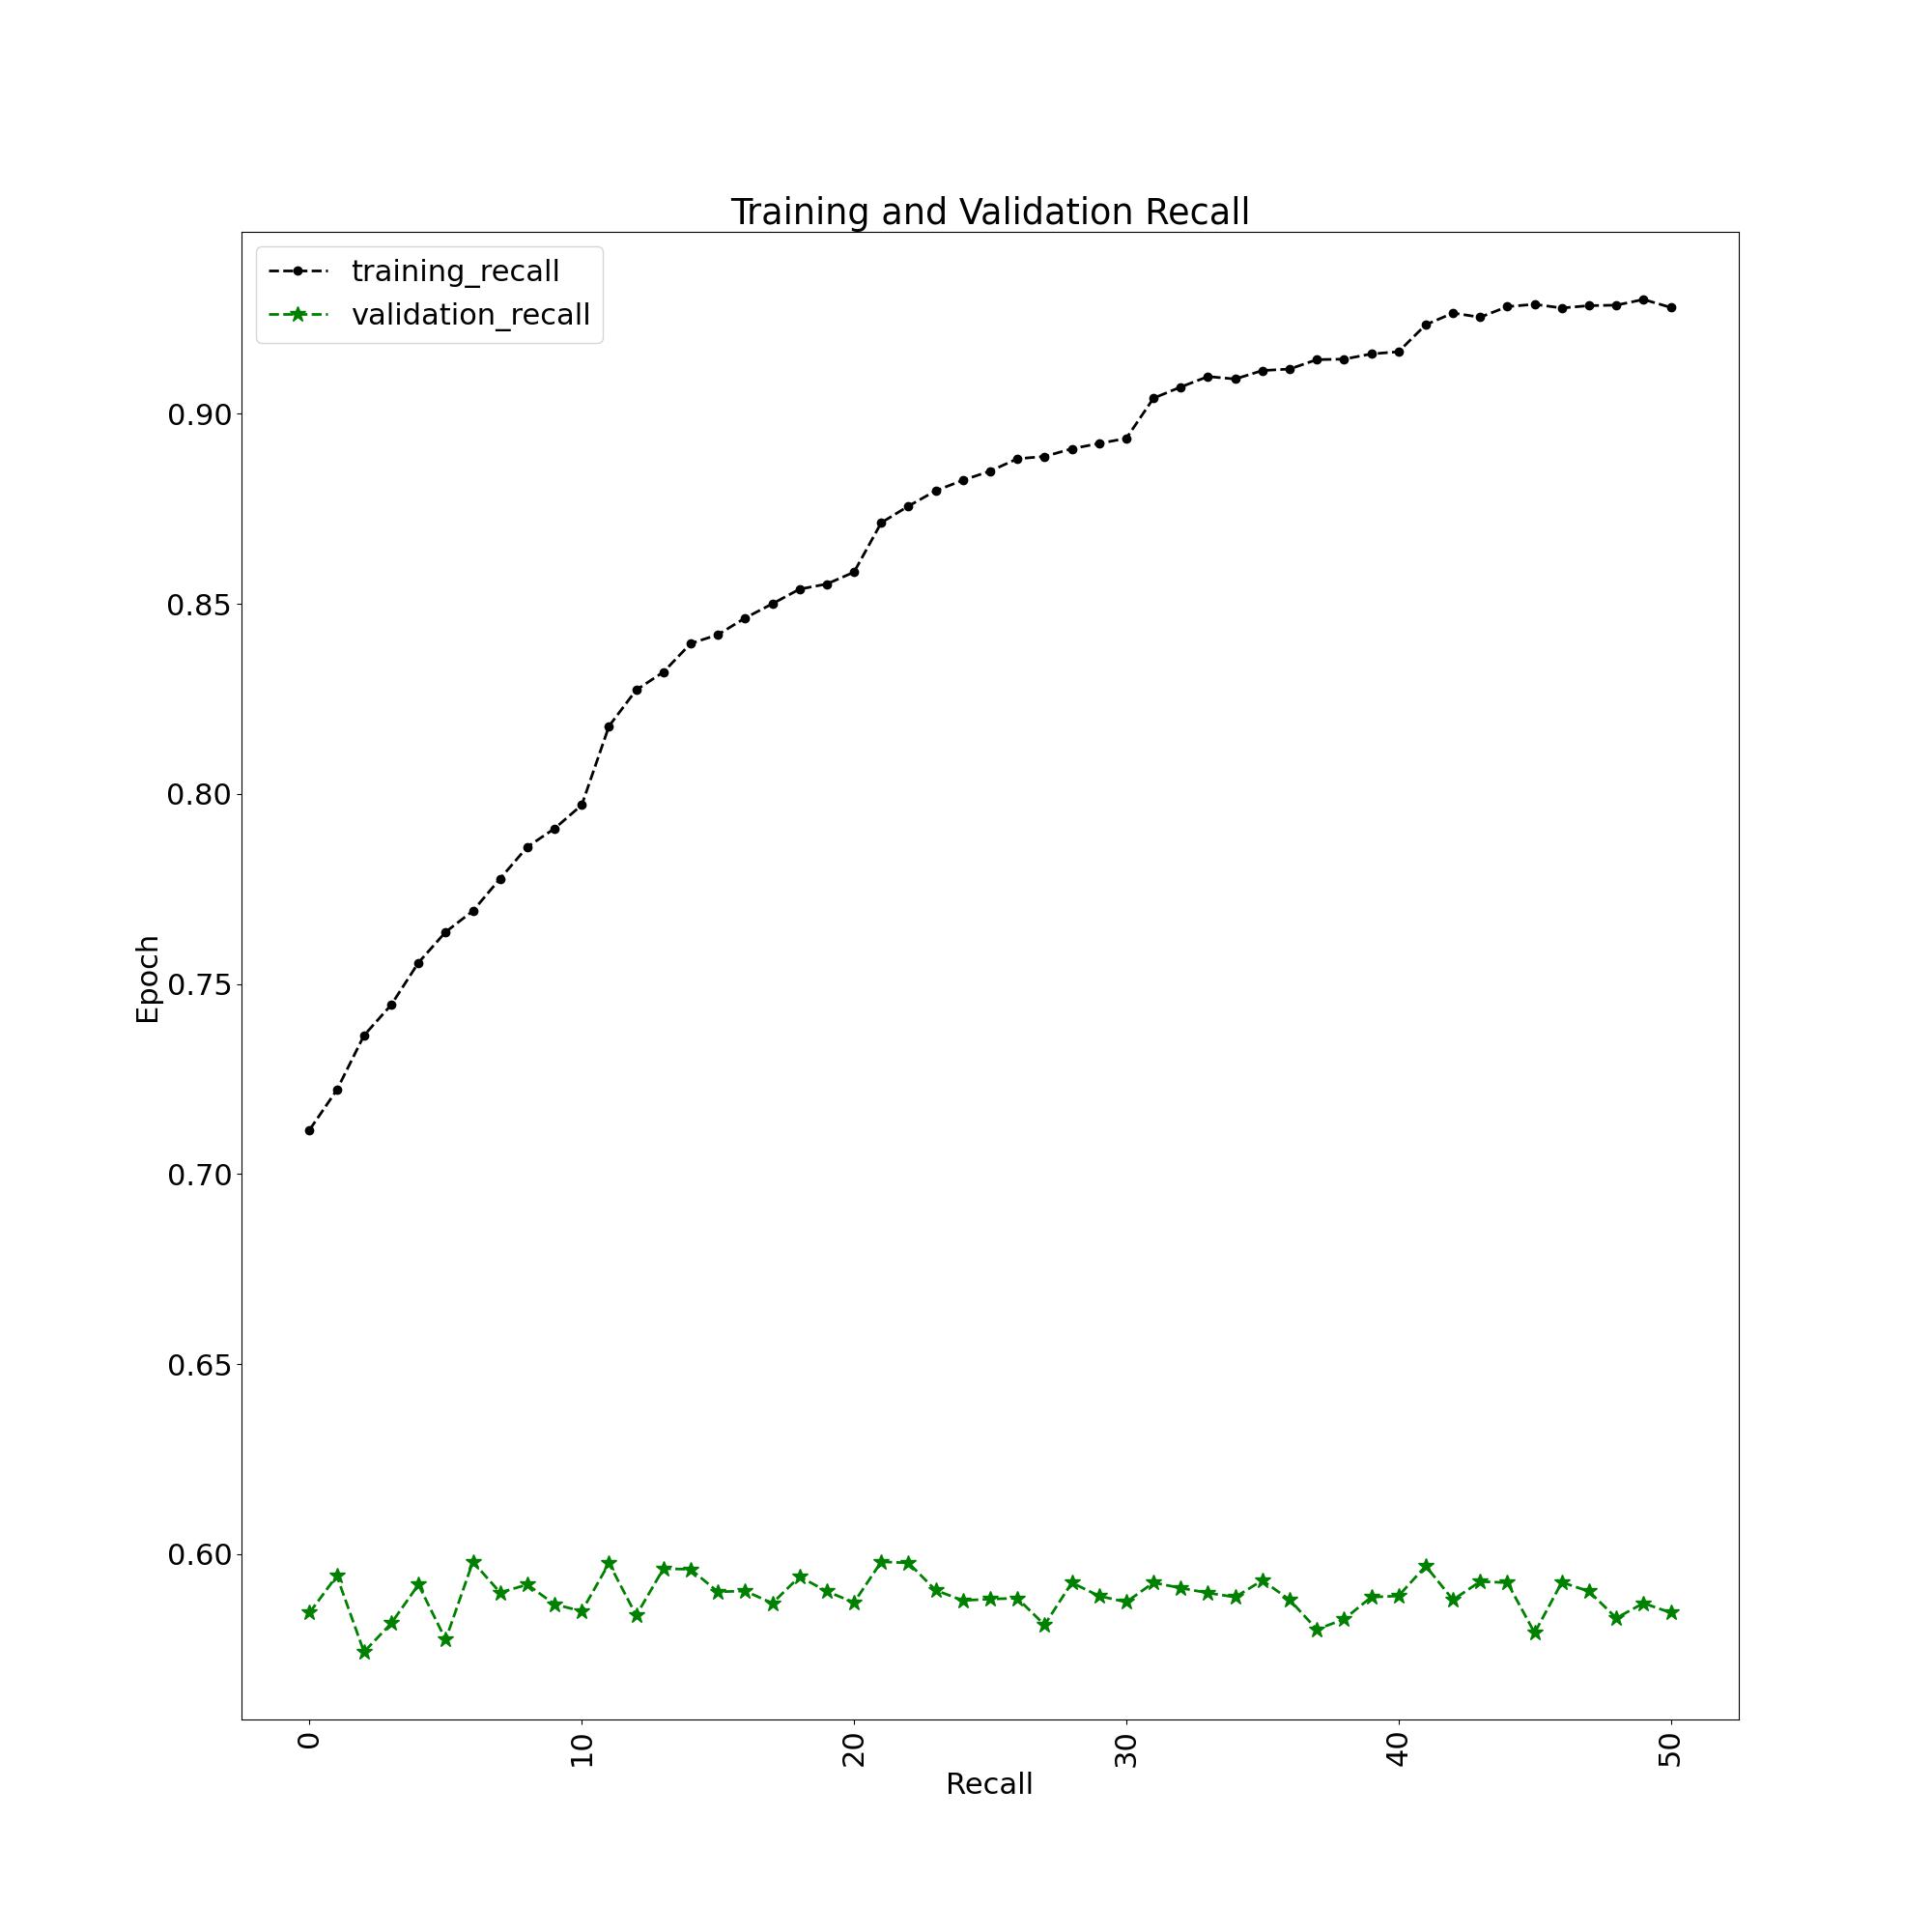 Training and Validation Recall
training_recall
validation_recall
0.90
0.85
0.80
0.75
0.70
0.65
0.60
Epoch
0
10
20
30
40
50
Recall